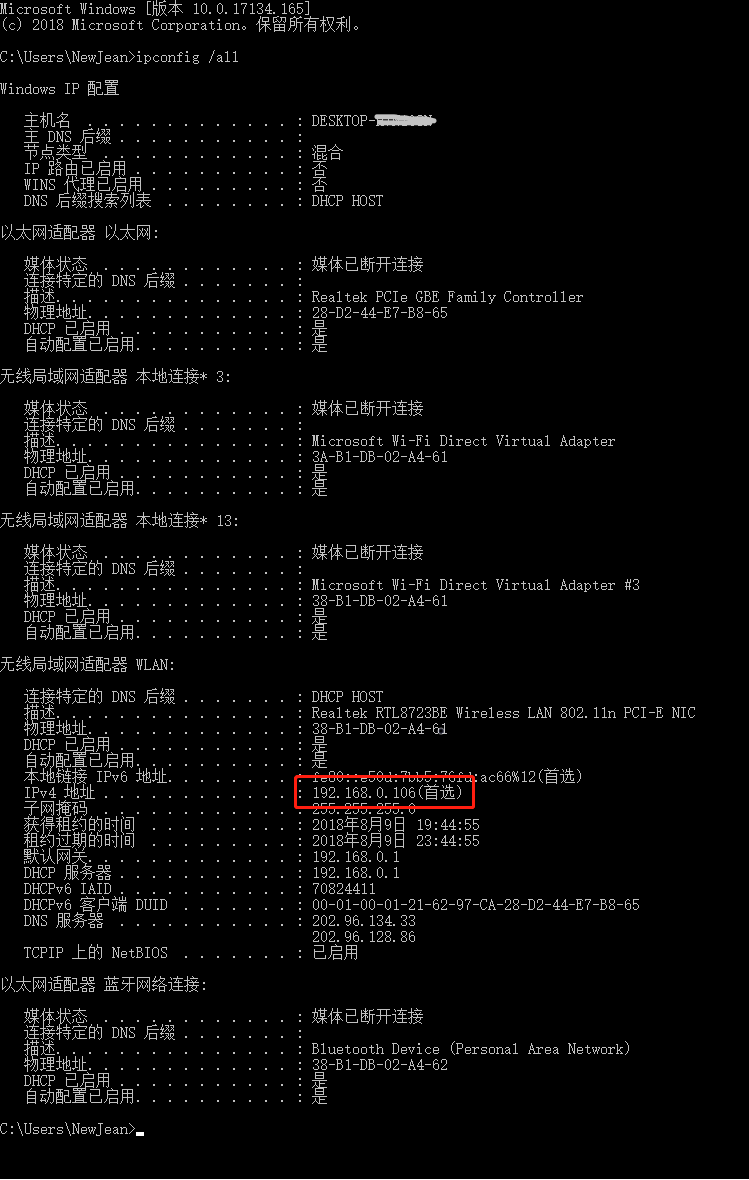 Microsoft Windows [版本 10.0.17134.165]
(c) 2018 Microsoft Corporation。保留所有权利。
C:\Users\NewJean>ipconfig /all
Windows IP 配置
主机名 . . . . . . . . . . . . . : DESKTOP-
主 DNS 后缀 . . . . . . . . . . . :
节点类型 . . . . . . . . . . . . : 混合
IP 路由已启用 . . . . . . . . . . : 否
WINS 代理已启用 . . . . . . . . . : 否
DNS 后缀搜索列表 . . . . . . . . : DHCP HOST
以太网适配器 以太网:
媒体状态 . . . . . . . . . . . . : 媒体已断开连接
连接特定的 DNS 后缀 . . . . . . . :
描述. . . . . . . . . . . . . . . : Realtek PCIe GBE Family Controller
物理地址. . . . . . . . . . . . . : 28-D2-44-E7-B8-65
DHCP 已启用 . . . . . . . . . . . : 是
自动配置已启用. . . . . . . . . . : 是
无线局域网适配器 本地连接* 3:
媒体状态 . . . . . . . . . . . . : 媒体已断开连接
连接特定的 DNS 后缀 . . . . . . . :
描述. . . . . . . . . . . . . . . : Microsoft Wi-Fi Direct Virtual Adapter
物理地址. . . . . . . . . . . . . : 3A-B1-DB-02-A4-61
DHCP 已启用 . . . . . . . . . . . : 是
自动配置已启用. . . . . . . . . . : 是
无线局域网适配器 本地连接* 13:
媒体状态 . . . . . . . . . . . . : 媒体已断开连接
连接特定的 DNS 后缀 . . . . . . . :
描述. . . . . . . . . . . . . . . : Microsoft Wi-Fi Direct Virtual Adapter #3
物理地址. . . . . . . . . . . . . : 38-B1-DB-02-A4-61
DHCP 已启用 . . . . . . . . . . . : 是
自动配置已启用. . . . . . . . . . : 是
无线局域网适配器 WLAN:
连接特定的 DNS 后缀 . . . . . . . : DHCP HOST
描述. . . . . . . . . . . . . . . : Realtek RTL8723BE Wireless LAN 802.11n PCI-E NIC
物理地址. . . . . . . . . . . . . : 38-B1-DB-02-A4-61
DHCP 已启用 . . . . . . . . . . . : 是
自动配置已启用. . . . . . . . . . : 是
本地链接 IPv6 地址. . . . . . . . : fe80::e50d:7bb5:76fd:ac66%12(首选)
IPv4 地址 . . . . . . . . . . . . : 192.168.0.106(首选)
子网掩码 . . . . . . . . . . . . : 255.255.255.0
获得租约的时间 . . . . . . . . . : 2018年8月9日 19:44:55
租约过期的时间 . . . . . . . . . : 2018年8月9日 23:44:55
默认网关. . . . . . . . . . . . . : 192.168.0.1
DHCP 服务器 . . . . . . . . . . . : 192.168.0.1
DHCPv6 IAID . . . . . . . . . . . : 70824411
DHCPv6 客户端 DUID . . . . . . . : 00-01-00-01-21-62-97-CA-28-D2-44-E7-B8-65
DNS 服务器 . . . . . . . . . . . : 202.96.134.33
202.96.128.86
TCPIP 上的 NetBIOS . . . . . . . : 已启用
以太网适配器 蓝牙网络连接:
媒体状态 . . . . . . . . . . . . : 媒体已断开连接
连接特定的 DNS 后缀 . . . . . . . :
描述. . . . . . . . . . . . . . . : Bluetooth Device (Personal Area Network)
物理地址. . . . . . . . . . . . . : 38-B1-DB-02-A4-62
DHCP 已启用 . . . . . . . . . . . : 是
自动配置已启用. . . . . . . . . . : 是
C:\Users\NewJean>